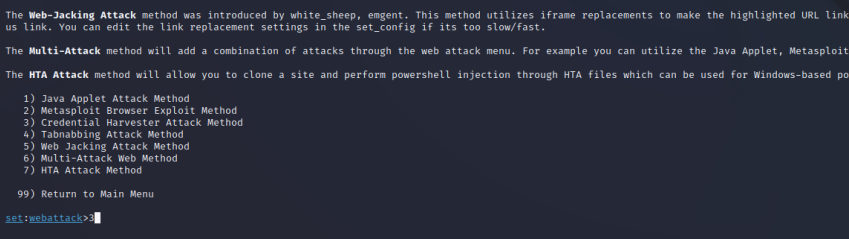 The Web-Jacking Attack method was introduced by white_sheep, emgent. This method utilizes iframe replacements to make the highlighted URL link
us link. You can edit the link replacement settings in the set_config if its too slow/fast.
The Multi-Attack method will add a combination of attacks through the web attack menu. For example you can utilize the Java Applet, Metasploit
The HTA Attack method will allow you to clone a site and perform powershell injection through HTA files which can be used for Windows-based po
1) Java Applet Attack Method
2) Metasploit Browser Exploit Method
3) Credential Harvester Attack Method
4) Tabnabbing Attack Method
5) Web Jacking Attack Method
6) Multi-Attack Web Method
7) HTA Attack Method
99) Return to Main Menu
set:webattack>3